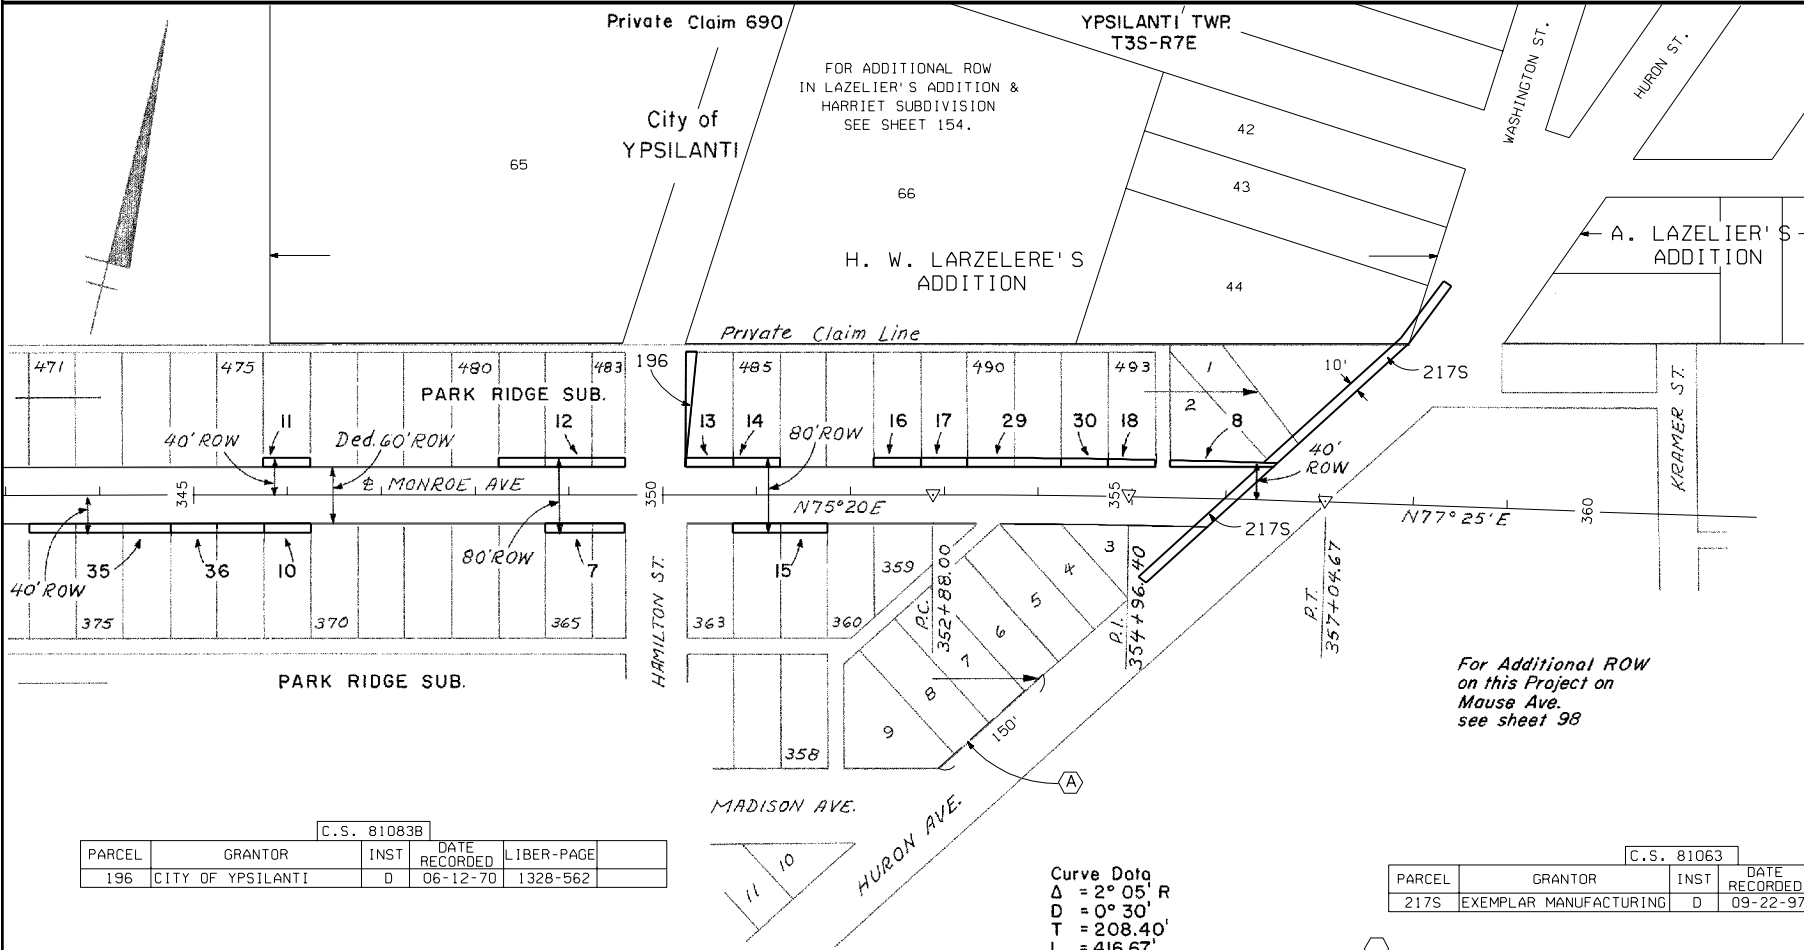 Private Claim 690
YPSILANTI TWP.
T3S-R7E
WASHINGTON ST.
HURON ST.
FOR ADDITIONAL ROW
IN LAZELIER'S ADDITION &
HARRIET SUBDIVISION
SEE SHEET 154.
City of
YPSILANTI
65
66
42
43
44
H. W. LARZELERE'S
ADDITION
A. LAZELIER'S
ADDITION
Private Claim Line
471
475
480
483
196
485
490
493
1
2
10'
217S
PARK RIDGE SUB.
11
12
13
14
16
17
29
30
18
8
40' ROW
Ded. 60' ROW
80' ROW
40'
ROW
KRAMER ST.
℄ MONROE AVE
345
350
355
360
N75°20'E
N77°25'E
217S
40' ROW
35
36
10
80' ROW
7
15
359
3
4
5
6
7
8
9
P.C.
352+88.00
P.I.
354+96.40
P.T.
357+04.67
375
370
365
363
360
HAMILTON ST.
PARK RIDGE SUB.
358
150'
A
For Additional ROW
on this Project on
Mause Ave.
see sheet 98
MADISON AVE.
HURON AVE.
10
11
C.S. 81083B
PARCEL GRANTOR INST DATE RECORDED LIBER-PAGE
196 CITY OF YPSILANTI D 06-12-70 1328-562
Curve Data
Δ = 2° 05' R
D = 0° 30'
T = 208.40'
L = 416.67'
C.S. 81063
PARCEL GRANTOR INST DATE RECORDED
217S EXEMPLAR MANUFACTURING D 09-22-97